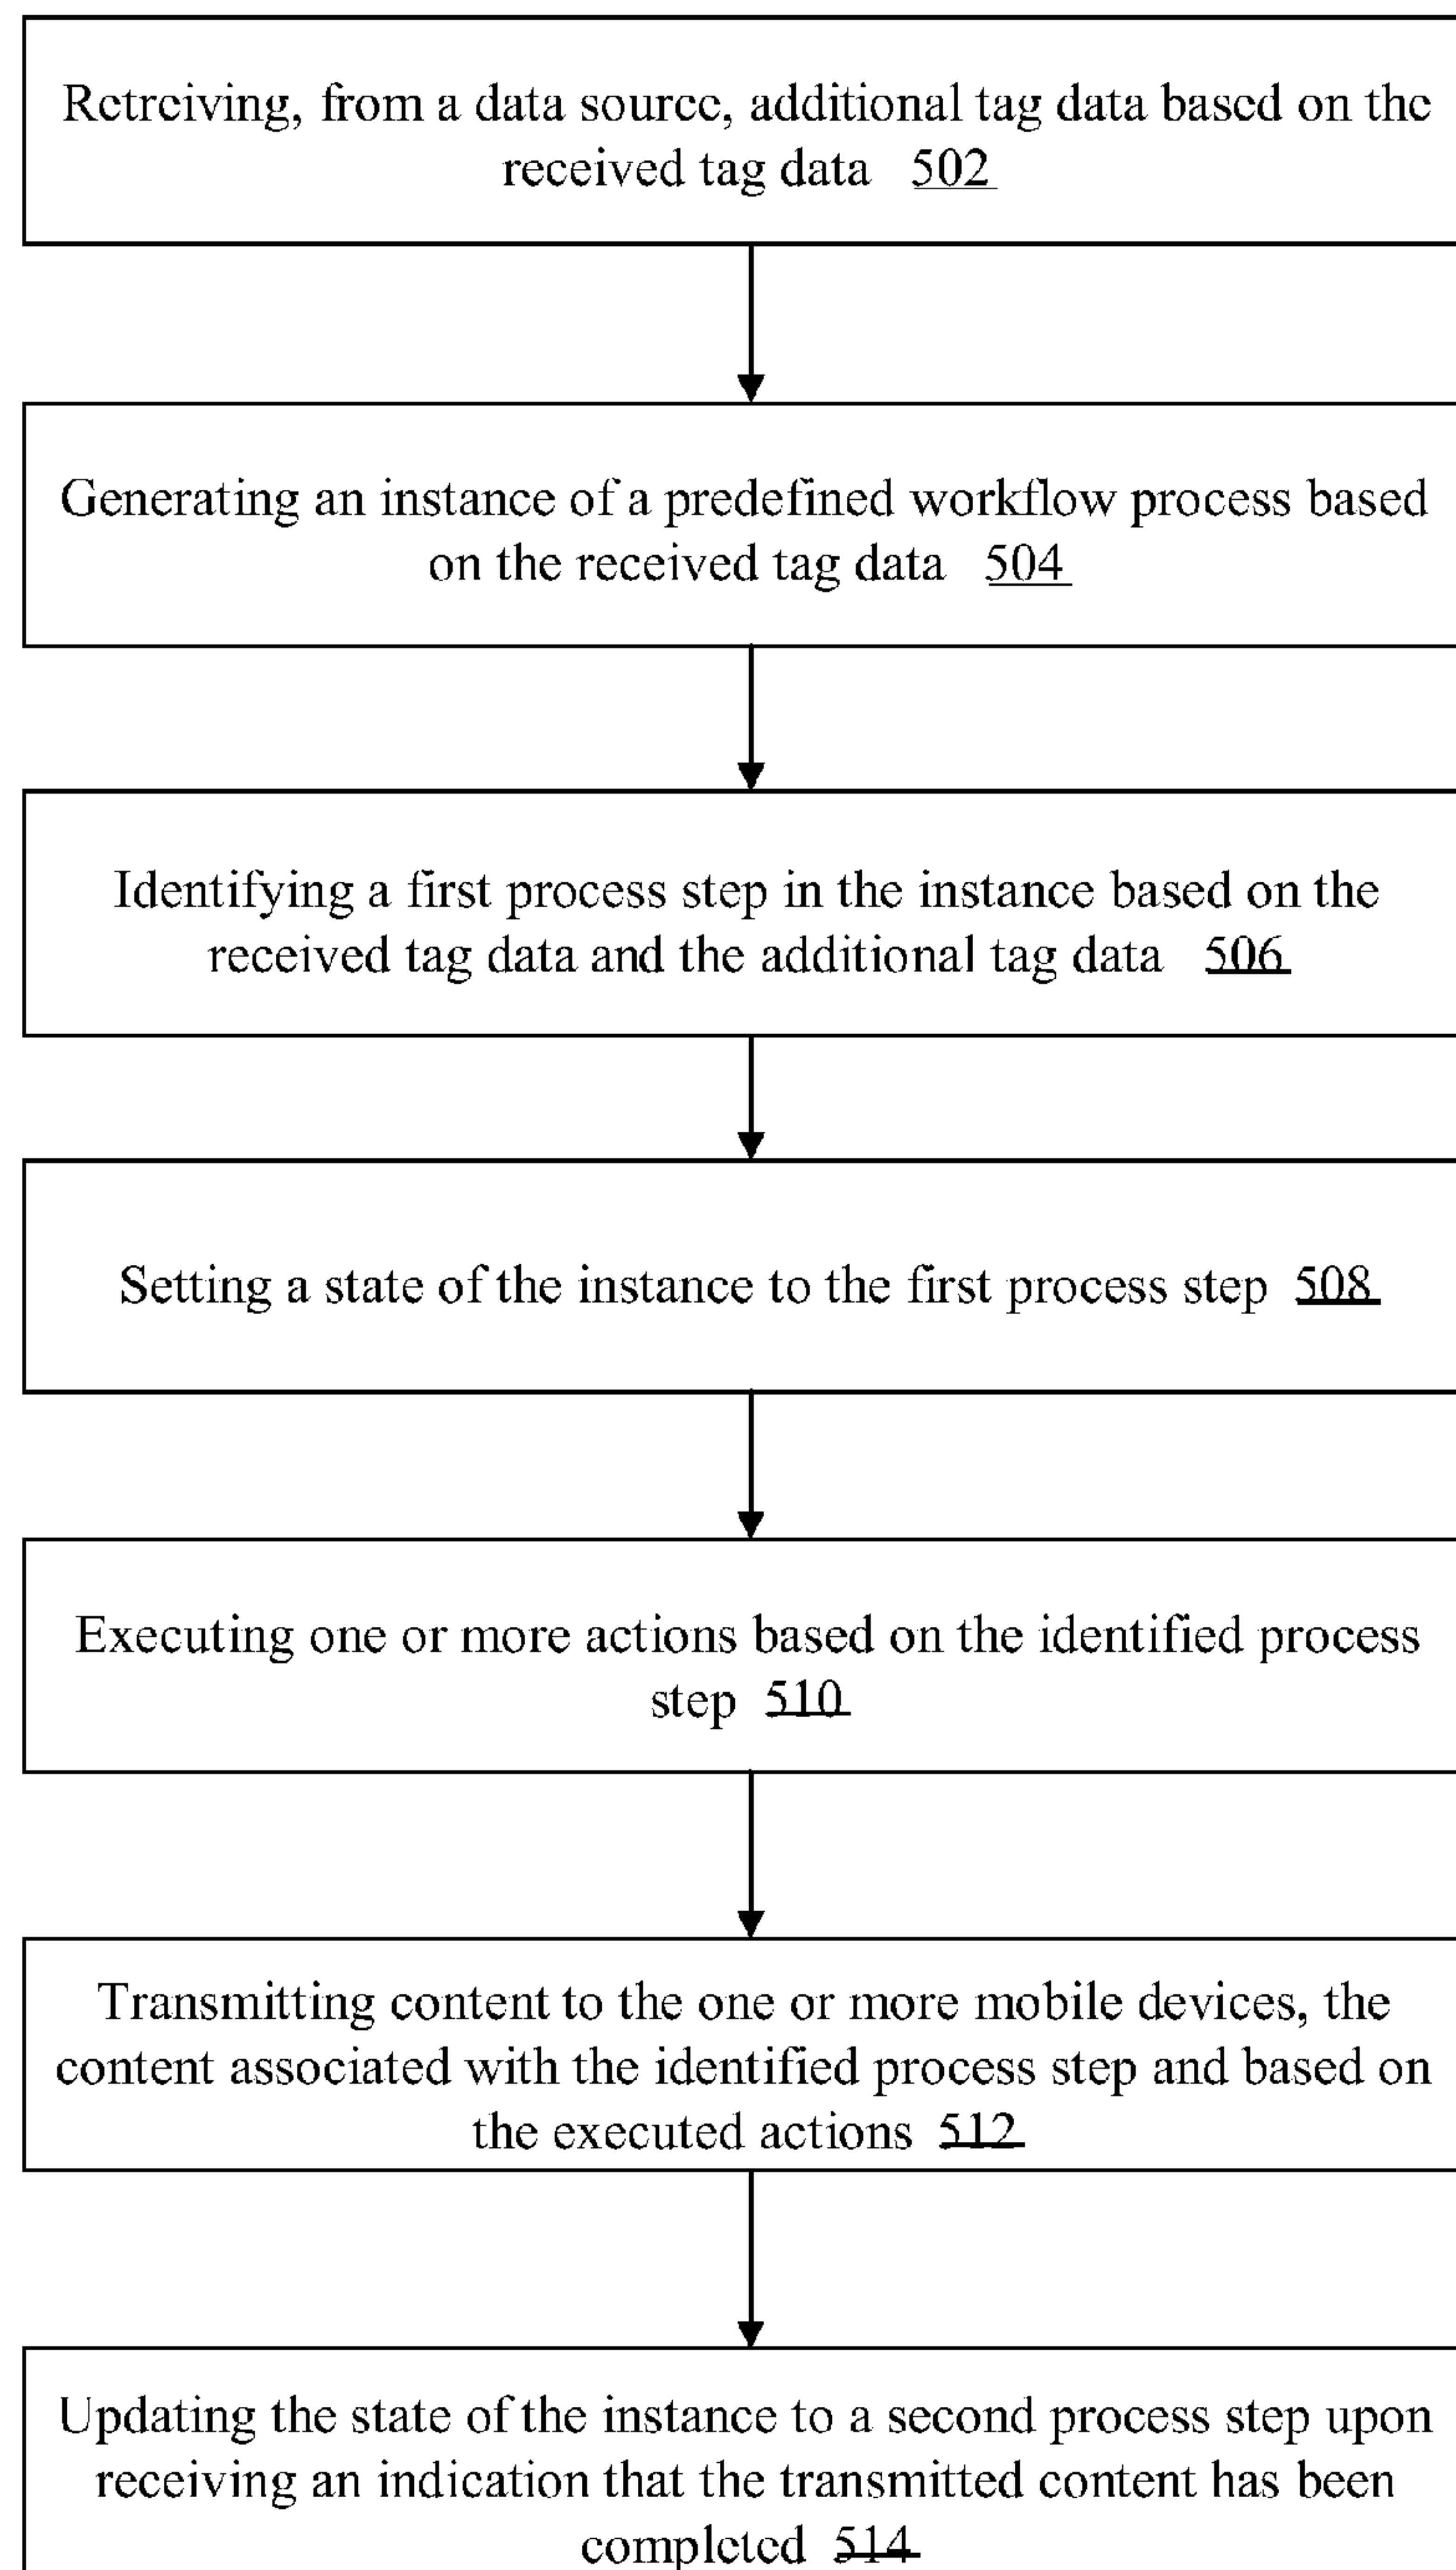 Retreiving, from a data source, additional tag data based on the
received tag data 502
Generating an instance of a predefined workflow process based
on the received tag data 504
Identifying a first process step in the instance based on the
received tag data and the additional tag data 506
Setting a state of the instance to the first process step 508
Executing one or more actions based on the identified process
step 510
Transmitting content to the one or more mobile devices, the
content associated with the identified process step and based on
the executed actions 512
Updating the state of the instance to a second process step upon
receiving an indication that the transmitted content has been
completed 514